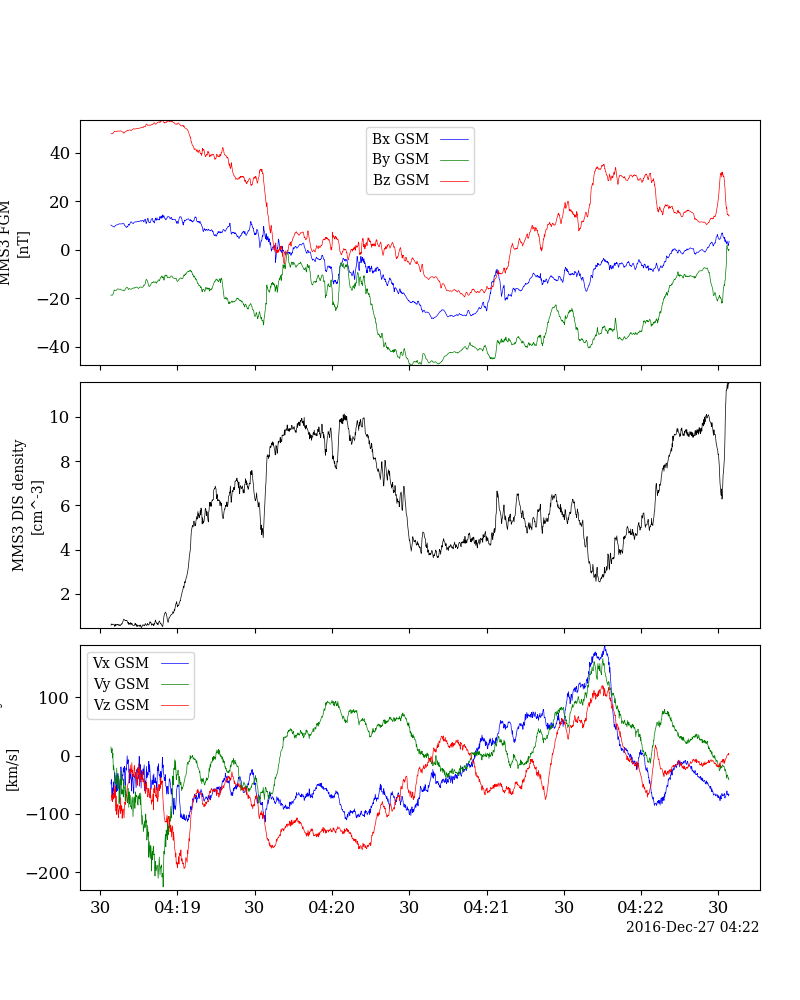 MMS3 FGM
[nT]
40
20
0
−20
−40
Bx GSM
By GSM
Bz GSM
MMS3 DIS density
[cm^-3]
10
8
6
4
2
[km/s]
100
0
−100
−200
Vx GSM
Vy GSM
Vz GSM
30 04:19 30 04:20 30 04:21 30 04:22 30
2016-Dec-27 04:22